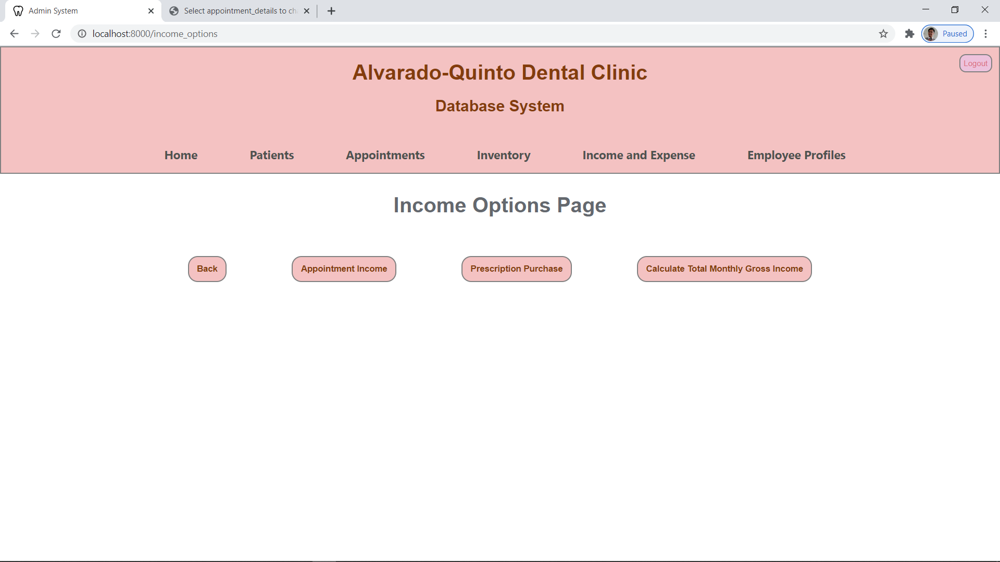 Admin System
Select appointment_details to ch
localhost:8000/income_options
Paused
Logout
Alvarado-Quinto Dental Clinic
Database System
Home Patients Appointments Inventory Income and Expense Employee Profiles
Income Options Page
Back Appointment Income Prescription Purchase Calculate Total Monthly Gross Income